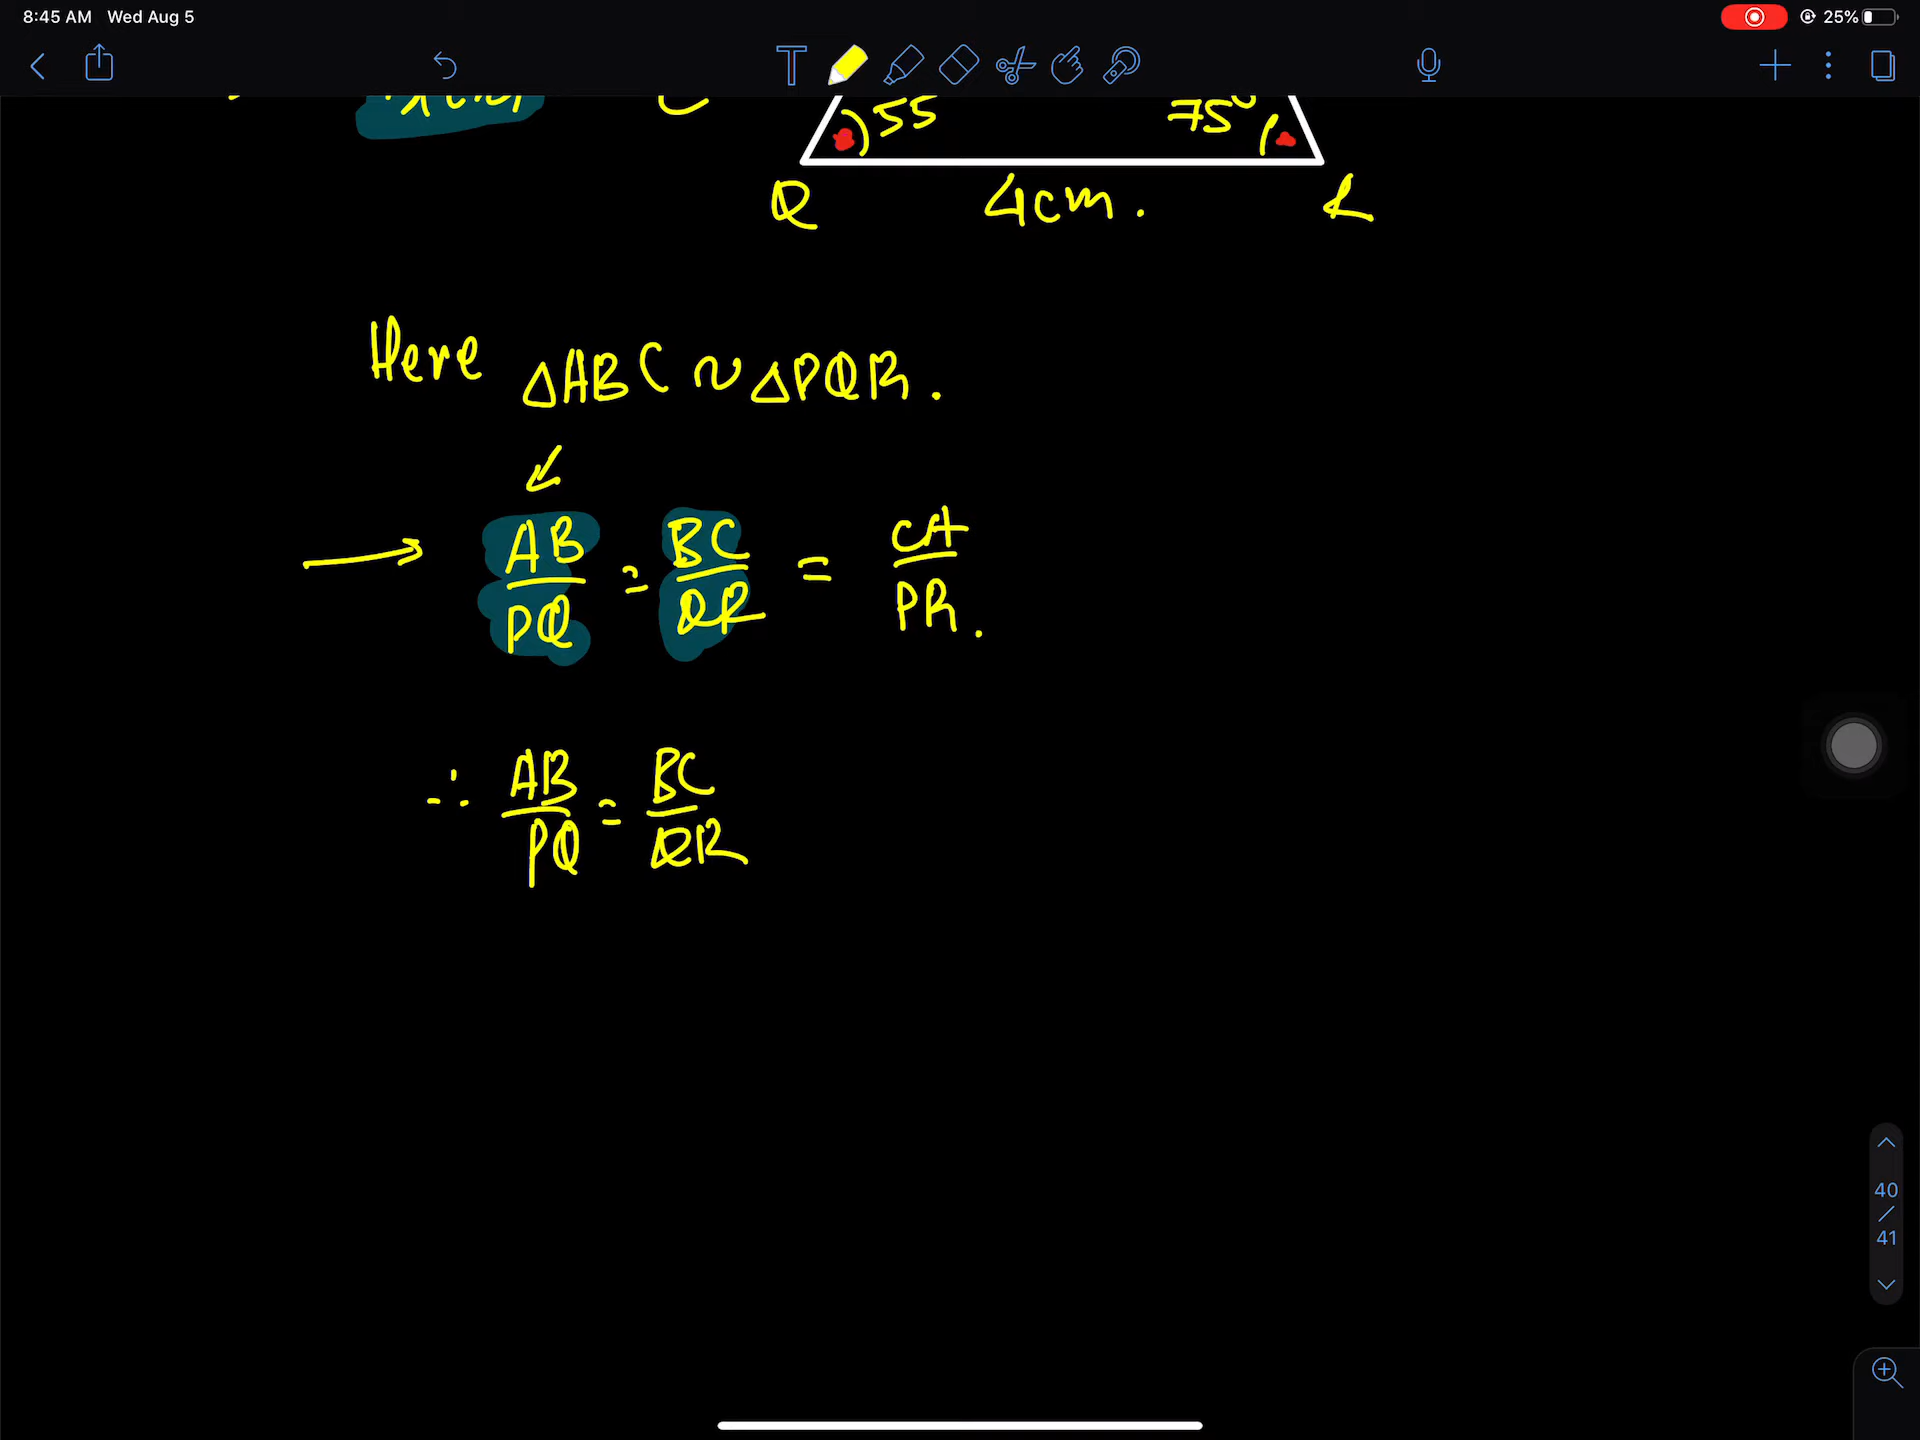 8:45 AM Wed Aug 5
25%
T
55 75°
Q 4cm. R
Here ΔABC ~ ΔPQR.
AB/PQ = BC/QR = CA/PR.
∴ AB/PQ = BC/QR
40
/
41